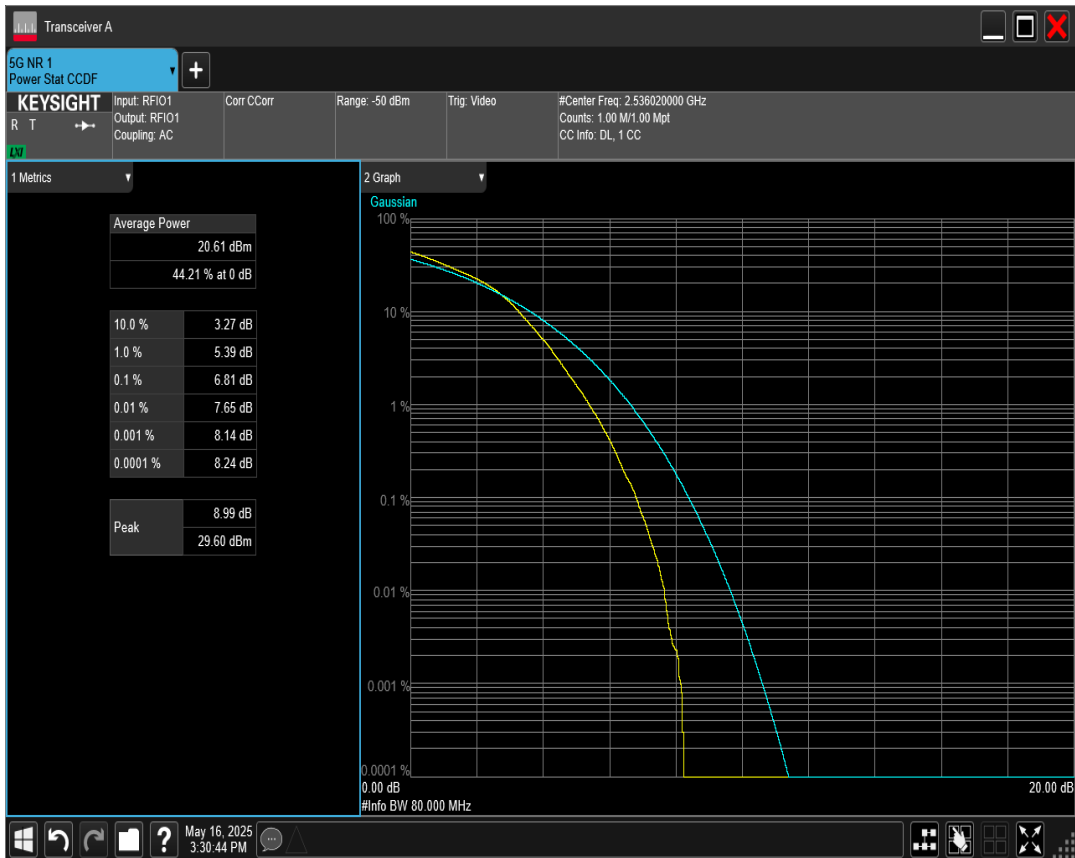 Transceiver A
5G NR 1
Power Stat CCDF
+
KEYSIGHT
R T
LXI
Input: RFIO1
Output: RFIO1
Coupling: AC
Corr CCorr
Range: -50 dBm
Trig: Video
#Center Freq: 2.536020000 GHz
Counts: 1.00 M/1.00 Mpt
CC Info: DL, 1 CC
1 Metrics
Average Power
20.61 dBm
44.21 % at 0 dB
10.0 % 3.27 dB
1.0 % 5.39 dB
0.1 % 6.81 dB
0.01 % 7.65 dB
0.001 % 8.14 dB
0.0001 % 8.24 dB
Peak
8.99 dB
29.60 dBm
2 Graph
Gaussian
100 %
10 %
1 %
0.1 %
0.01 %
0.001 %
0.0001 %
0.00 dB 20.00 dB
#Info BW 80.000 MHz
?
May 16, 2025
3:30:44 PM